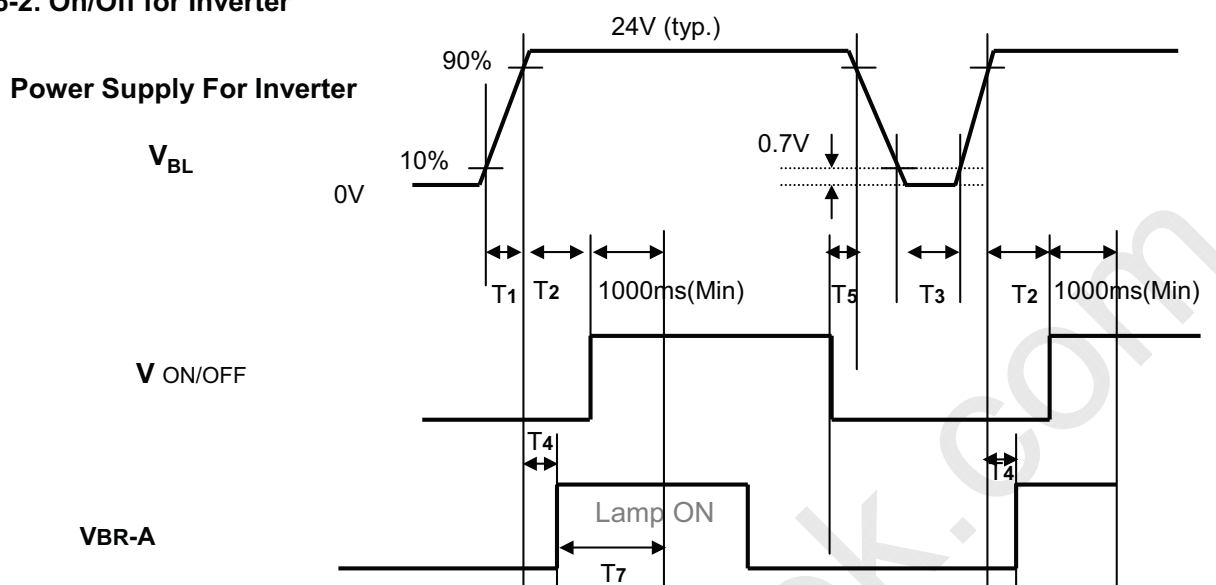 5-2. On/Off for Inverter
24V (typ.)
90%
Power Supply For Inverter
0.7V
VBL
10%
0V
T1 T2 1000ms(Min) T5 T3 T2 1000ms(Min)
V ON/OFF
T4
T4
Lamp ON
VBR-A
T7